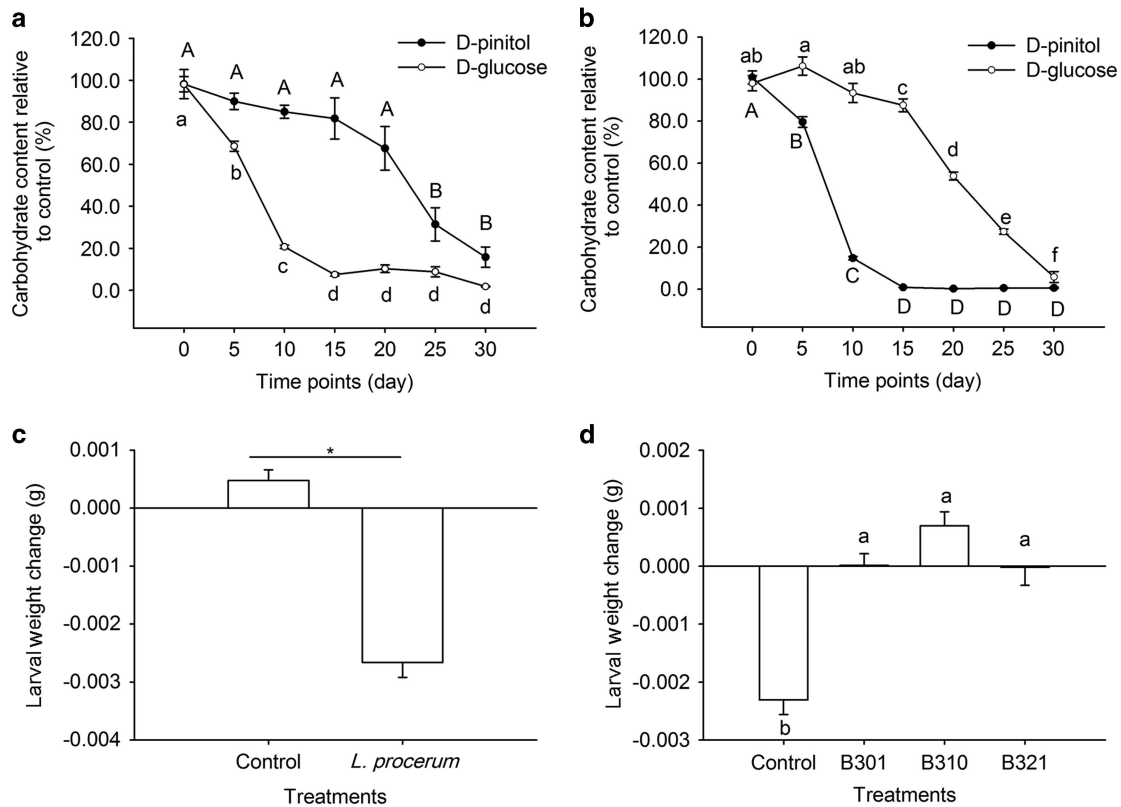 a
Carbohydrate content relative
to control (%)
120.0
100.0
80.0
60.0
40.0
20.0
0.0
D-pinitol
D-glucose
A
A
A
A
A
B
B
a
b
c
d
d
d
d
0 5 10 15 20 25 30
Time points (day)
b
Carbohydrate content relative
to control (%)
120.0
100.0
80.0
60.0
40.0
20.0
0.0
D-pinitol
D-glucose
ab
a
ab
c
d
e
f
A
B
C
D
D
D
D
0 5 10 15 20 25 30
Time points (day)
c
Larval weight change (g)
0.001
0.000
-0.001
-0.002
-0.003
-0.004
*
Control L. procerum
Treatments
d
Larval weight change (g)
0.002
0.001
0.000
-0.001
-0.002
-0.003
b
a
a
a
Control B301 B310 B321
Treatments